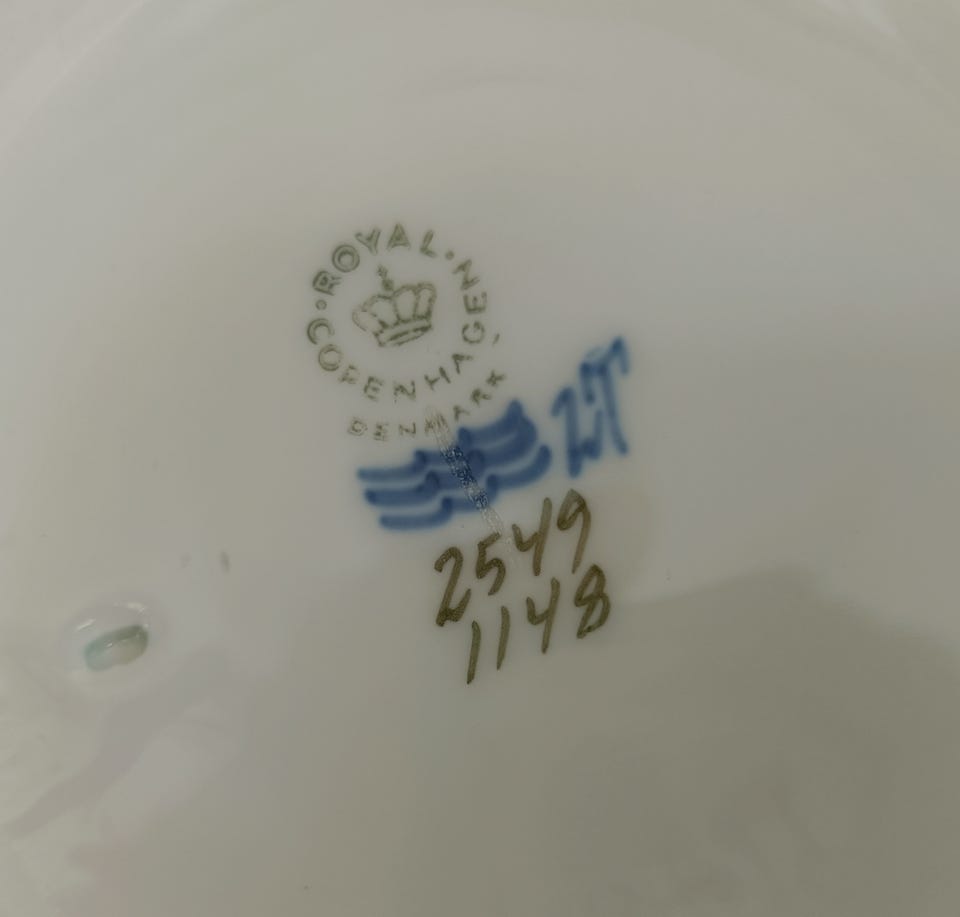 ROYAL
COPENHAGEN
DENMARK
2549
1148